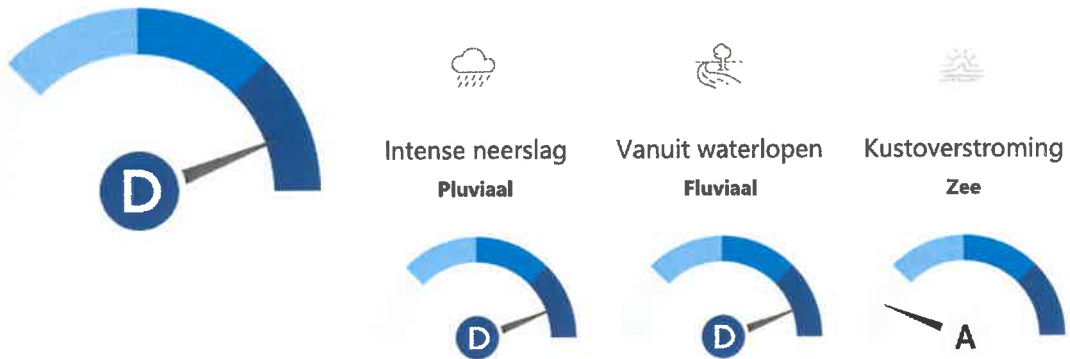 D
Intense neerslag
Pluviaal
D
Vanuit waterlopen
Fluviaal
D
Kustoverstroming
Zee
A